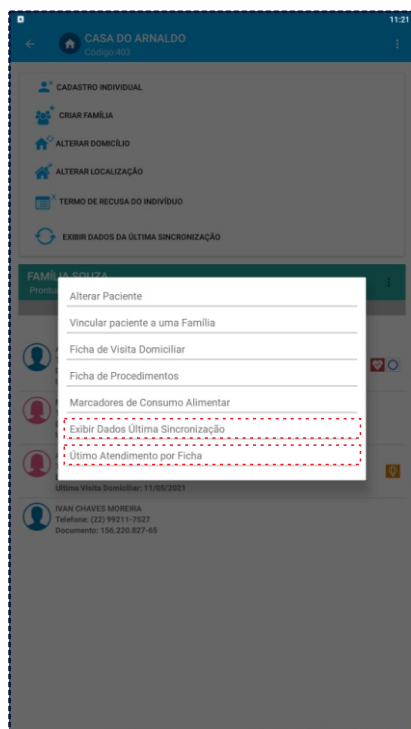 11:21
CASA DO ARNALDO
Código:403
CADASTRO INDIVIDUAL
CRIAR FAMÍLIA
ALTERAR DOMICÍLIO
ALTERAR LOCALIZAÇÃO
TERMO DE RECUSA DO INDIVÍDUO
EXIBIR DADOS DA ÚLTIMA SINCRONIZAÇÃO
FAMÍLIA SOUZA
Alterar Paciente
Vincular paciente a uma Família
Ficha de Visita Domiciliar
Ficha de Procedimentos
Marcadores de Consumo Alimentar
Exibir Dados Última Sincronização
Útimo Atendimento por Ficha
Ultima Visita Domiciliar: 11/05/2021
IVAN CHAVES MOREIRA
Telefone: (22) 99211-7527
Documento: 156.220.827-65